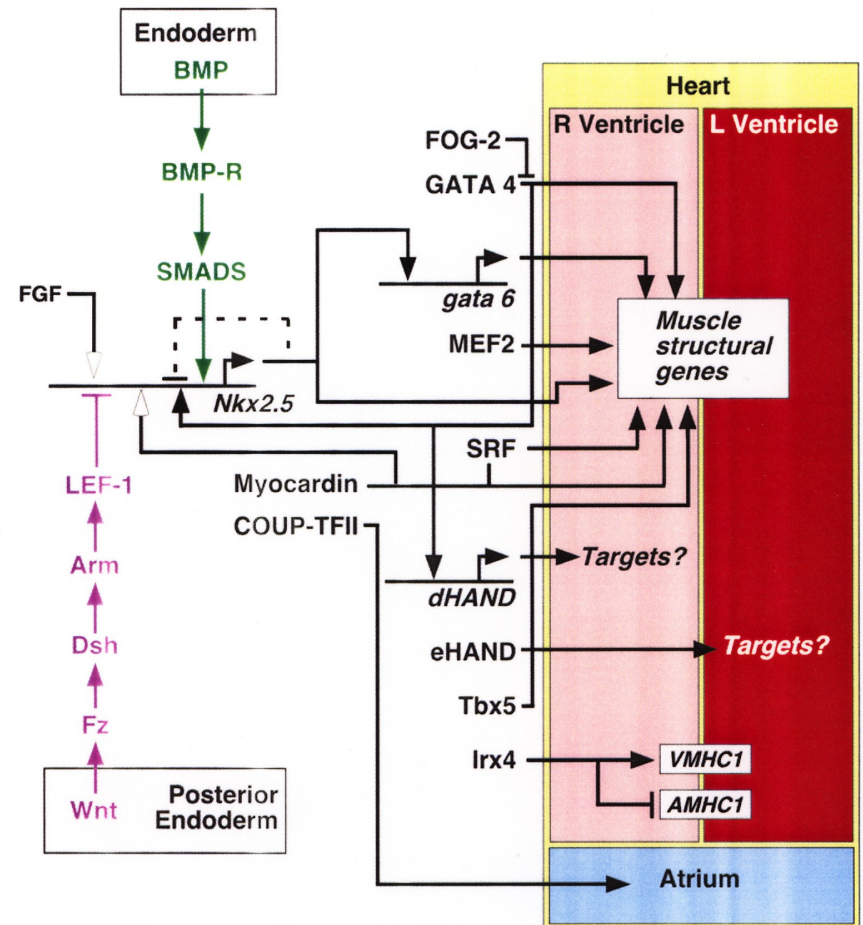 Endoderm
BMP
BMP-R
SMADS
FGF
Nkx2.5
LEF-1
Arm
Dsh
Fz
Wnt
Posterior
Endoderm
Heart
R Ventricle
L Ventricle
FOG-2
GATA 4
gata 6
MEF2
Muscle
structural
genes
SRF
Myocardin
COUP-TFII
dHAND
Targets?
eHAND
Targets?
Tbx5
Irx4
VMHC1
AMHC1
Atrium